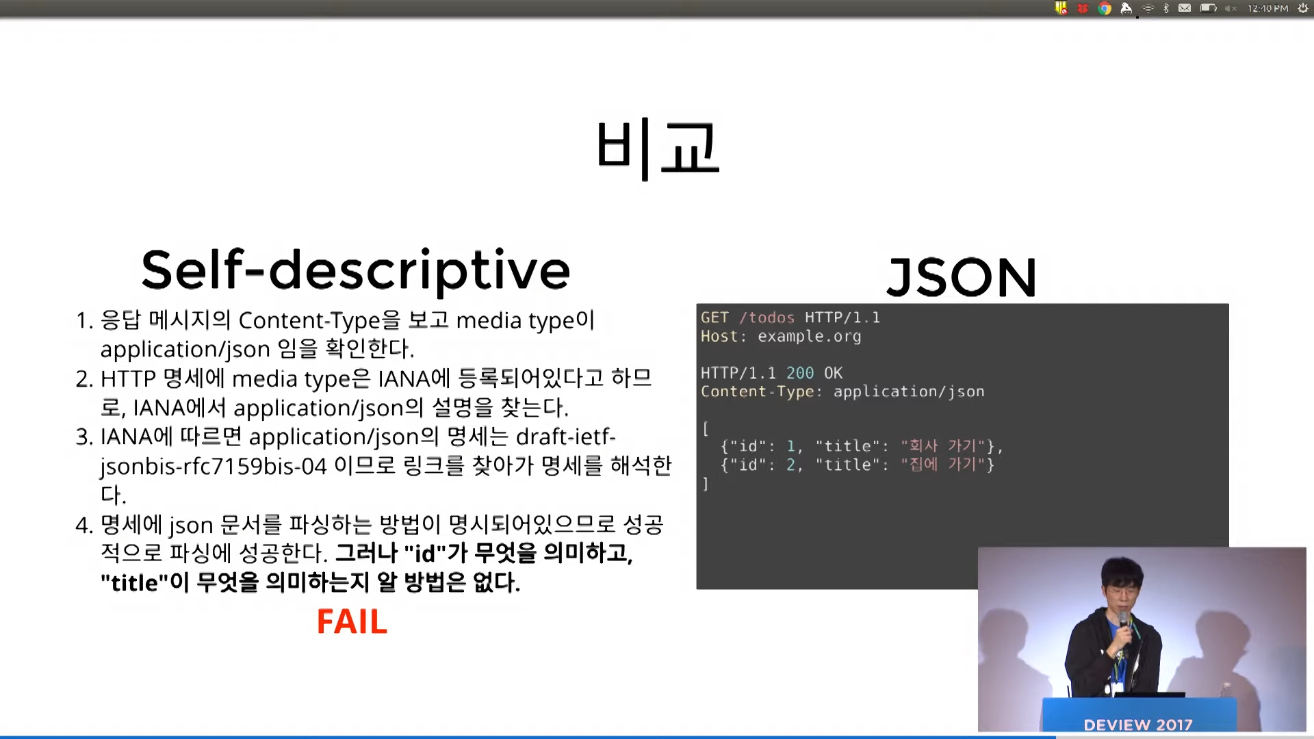 12:40 PM
비교
Self-descriptive
1. 응답 메시지의 Content-Type을 보고 media type이
application/json 임을 확인한다.
2. HTTP 명세에 media type은 IANA에 등록되어있다고 하므
로, IANA에서 application/json의 설명을 찾는다.
3. IANA에 따르면 application/json의 명세는 draft-ietf-
jsonbis-rfc7159bis-04 이므로 링크를 찾아가 명세를 해석한
다.
4. 명세에 json 문서를 파싱하는 방법이 명시되어있으므로 성공
적으로 파싱에 성공한다. 그러나 "id"가 무엇을 의미하고,
"title"이 무엇을 의미하는지 알 방법은 없다.
FAIL
JSON
GET /todos HTTP/1.1
Host: example.org
HTTP/1.1 200 OK
Content-Type: application/json
[
{"id": 1, "title": "회사 가기"},
{"id": 2, "title": "집에 가기"}
]
DEVIEW 2017